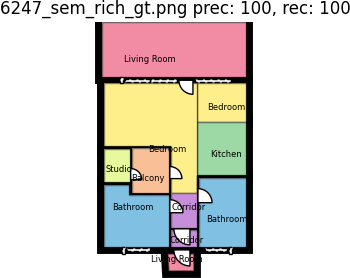 6247_sem_rich_gt.png prec: 100, rec: 100
Living Room
Bedroom
Bedroom
Kitchen
Studio
Balcony
Bathroom
Corridor
Bathroom
Corridor
Living Room